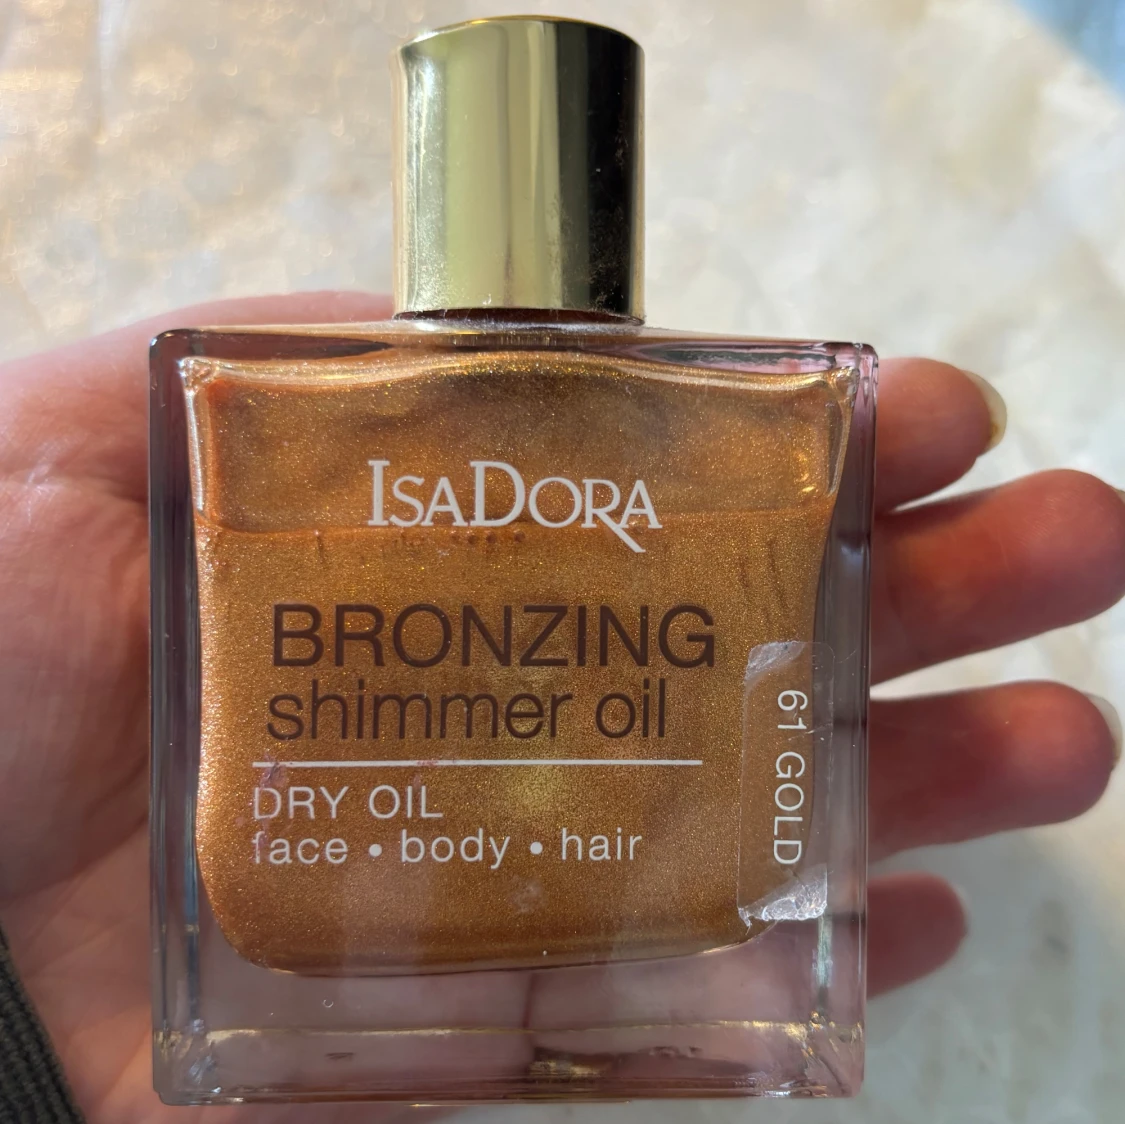 IsaDora
BRONZING
shimmer oil
DRY OIL
face • body • hair
61 GOLD